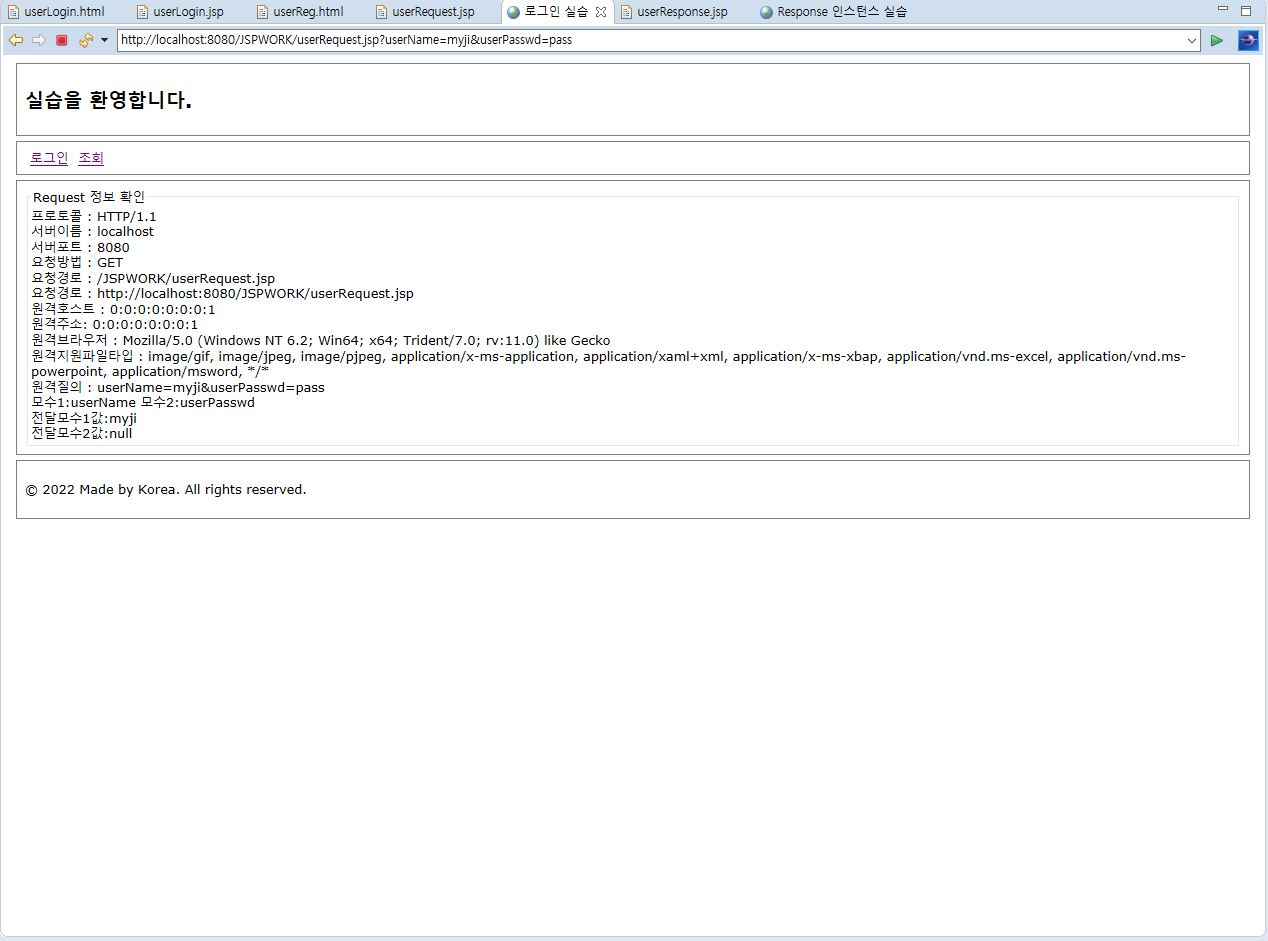 userLogin.html userLogin.jsp userReg.html userRequest.jsp 로그인 실습 userResponse.jsp Response 인스턴스 실습
http://localhost:8080/JSPWORK/userRequest.jsp?userName=myji&userPasswd=pass
실습을 환영합니다.
로그인 조회
Request 정보 확인
프로토콜 : HTTP/1.1
서버이름 : localhost
서버포트 : 8080
요청방법 : GET
요청경로 : /JSPWORK/userRequest.jsp
요청경로 : http://localhost:8080/JSPWORK/userRequest.jsp
원격호스트 : 0:0:0:0:0:0:0:1
원격주소: 0:0:0:0:0:0:0:1
원격브라우저 : Mozilla/5.0 (Windows NT 6.2; Win64; x64; Trident/7.0; rv:11.0) like Gecko
원격지원파일타입 : image/gif, image/jpeg, image/pjpeg, application/x-ms-application, application/xaml+xml, application/x-ms-xbap, application/vnd.ms-excel, application/vnd.ms-
powerpoint, application/msword, */*
원격질의 : userName=myji&userPasswd=pass
모수1:userName 모수2:userPasswd
전달모수1값:myji
전달모수2값:null
© 2022 Made by Korea. All rights reserved.